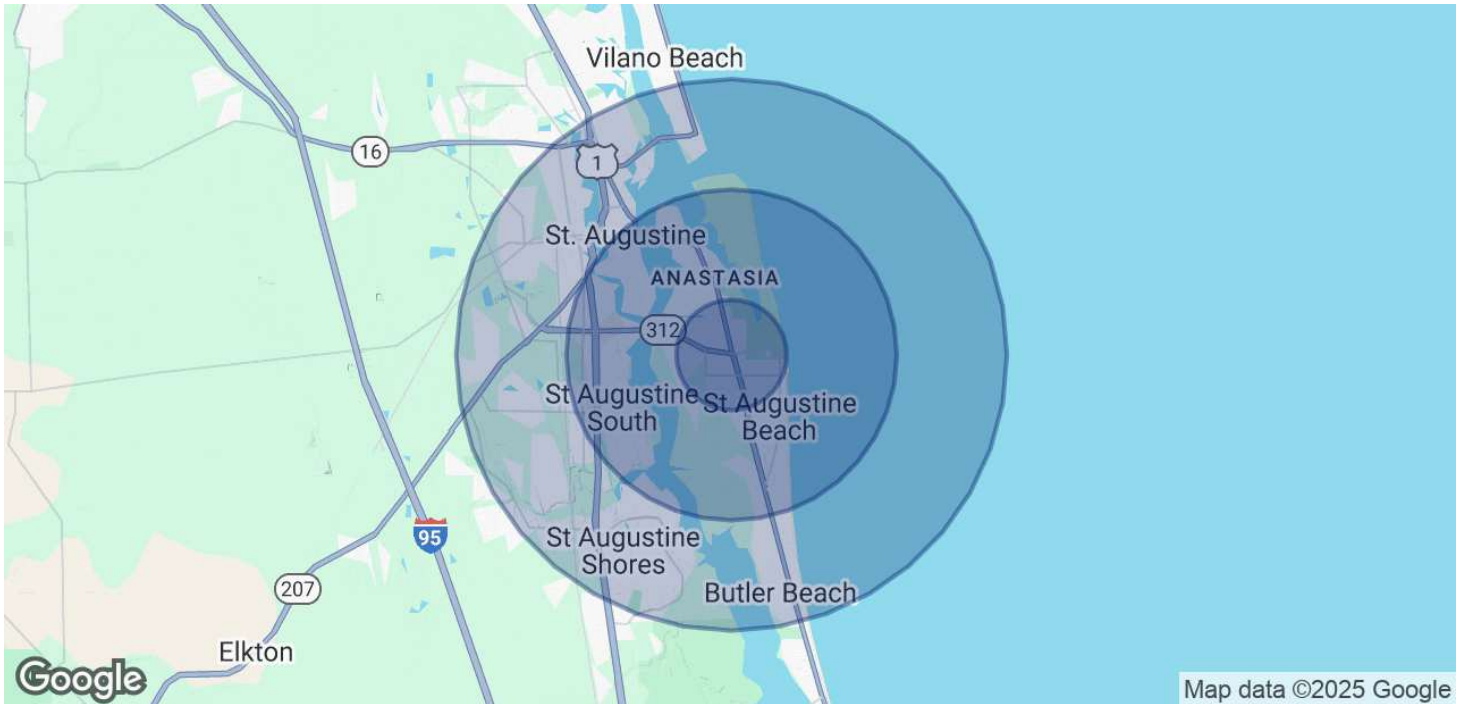 Vilano Beach
16
1
St. Augustine
ANASTASIA
312
St Augustine
South
St Augustine
Beach
95
St Augustine
Shores
207
Butler Beach
Elkton
Google
Map data ©2025 Google